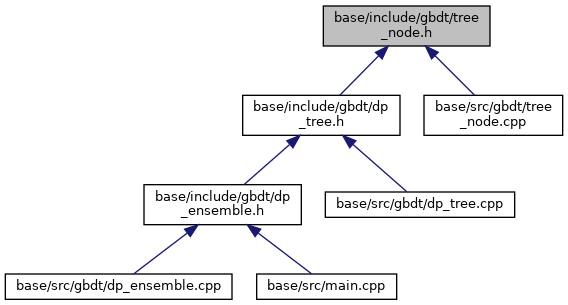 base/include/gbdt/tree
_node.h
base/include/gbdt/dp
_tree.h
base/src/gbdt/tree
_node.cpp
base/include/gbdt/dp
_ensemble.h
base/src/gbdt/dp_tree.cpp
base/src/gbdt/dp_ensemble.cpp
base/src/main.cpp